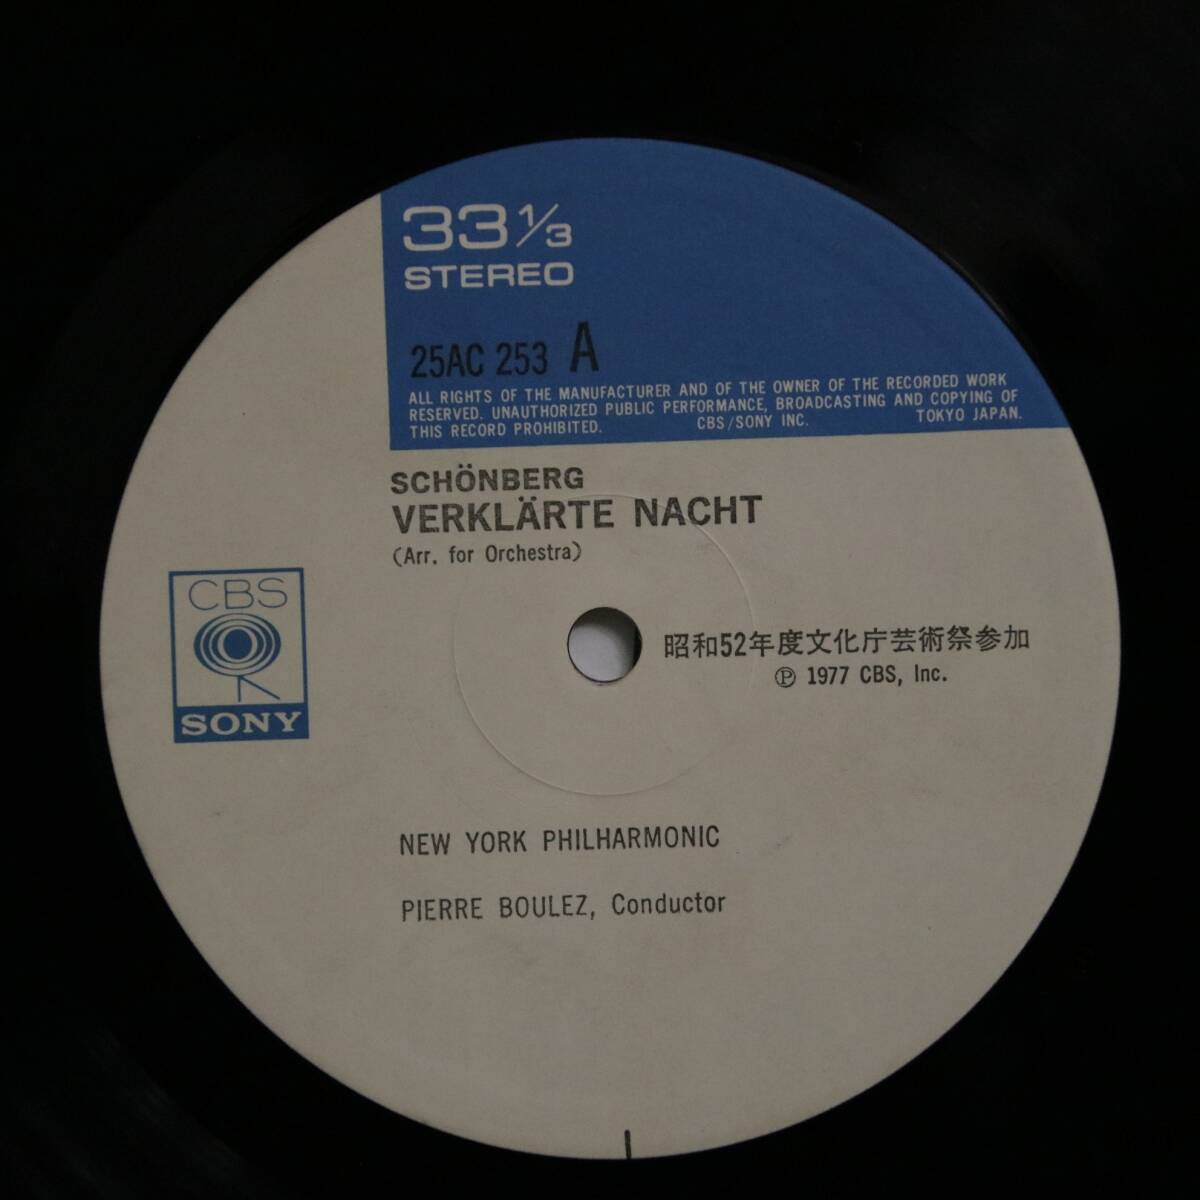 33 1/3
STEREO
25AC 253 A
ALL RIGHTS OF THE MANUFACTURER AND OF THE OWNER OF THE RECORDED WORK
RESERVED. UNAUTHORIZED PUBLIC PERFORMANCE, BROADCASTING AND COPYING OF
THIS RECORD PROHIBITED. CBS/SONY INC. TOKYO JAPAN.
SCHÖNBERG
VERKLÄRTE NACHT
(Arr. for Orchestra)
CBS
SONY
昭和52年度文化庁芸術祭参加
℗ 1977 CBS, Inc.
NEW YORK PHILHARMONIC
PIERRE BOULEZ, Conductor